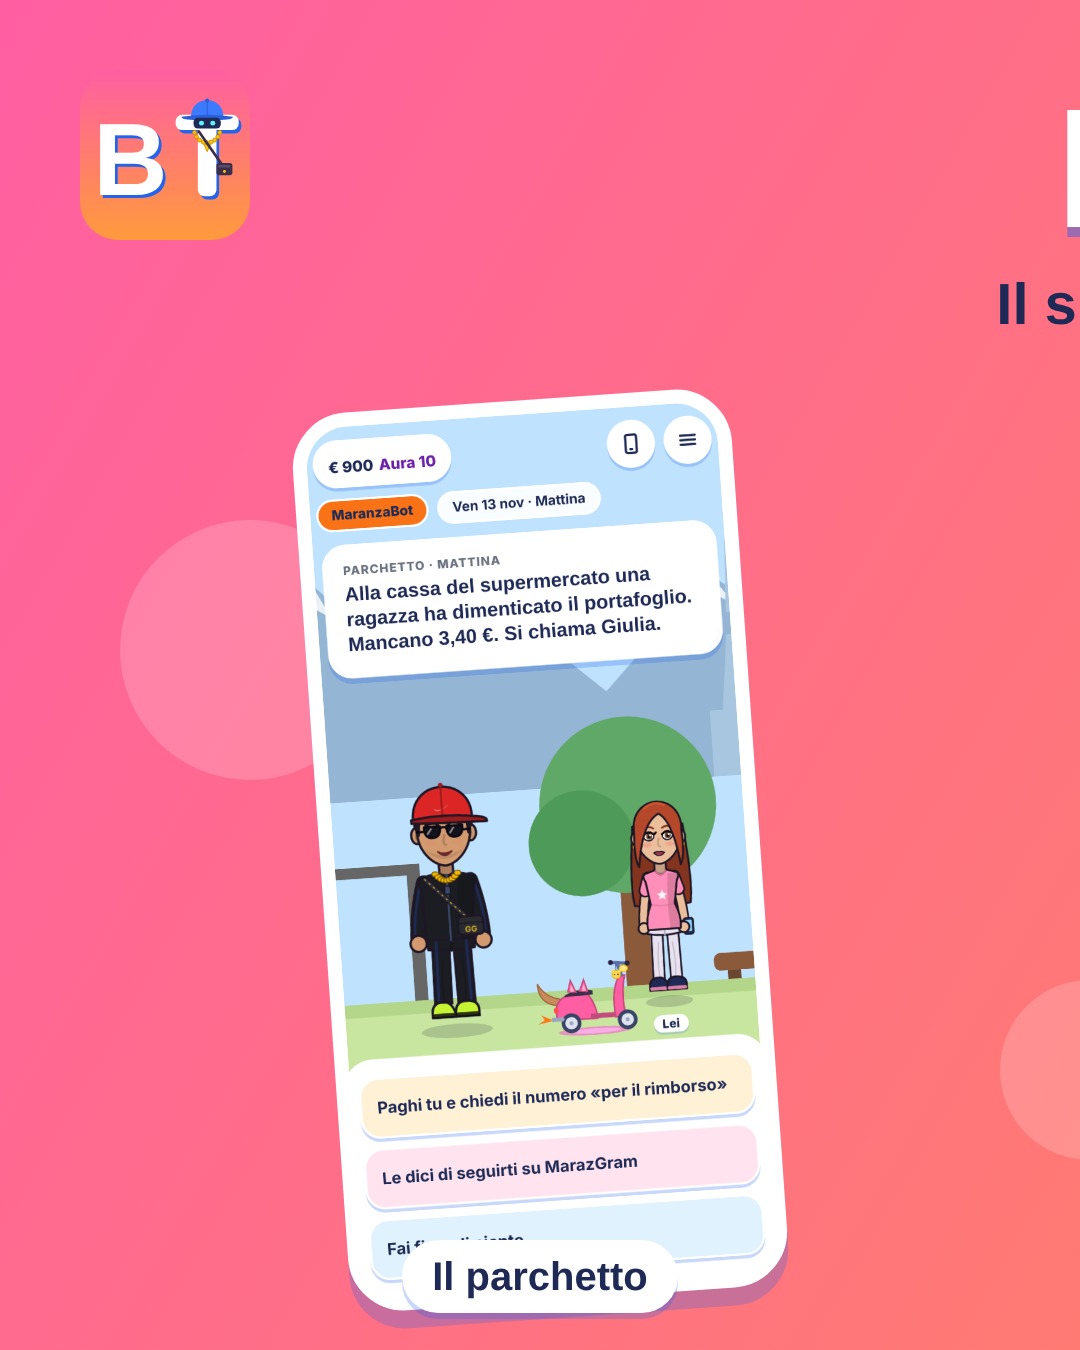 BT
Il s
€ 900 Aura 10
MaranzaBot
Ven 13 nov · Mattina
PARCHETTO · MATTINA
Alla cassa del supermercato una
ragazza ha dimenticato il portafoglio.
Mancano 3,40 €. Si chiama Giulia.
GG
Lei
Paghi tu e chiedi il numero «per il rimborso»
Le dici di seguirti su MarazGram
Fai
Il parchetto